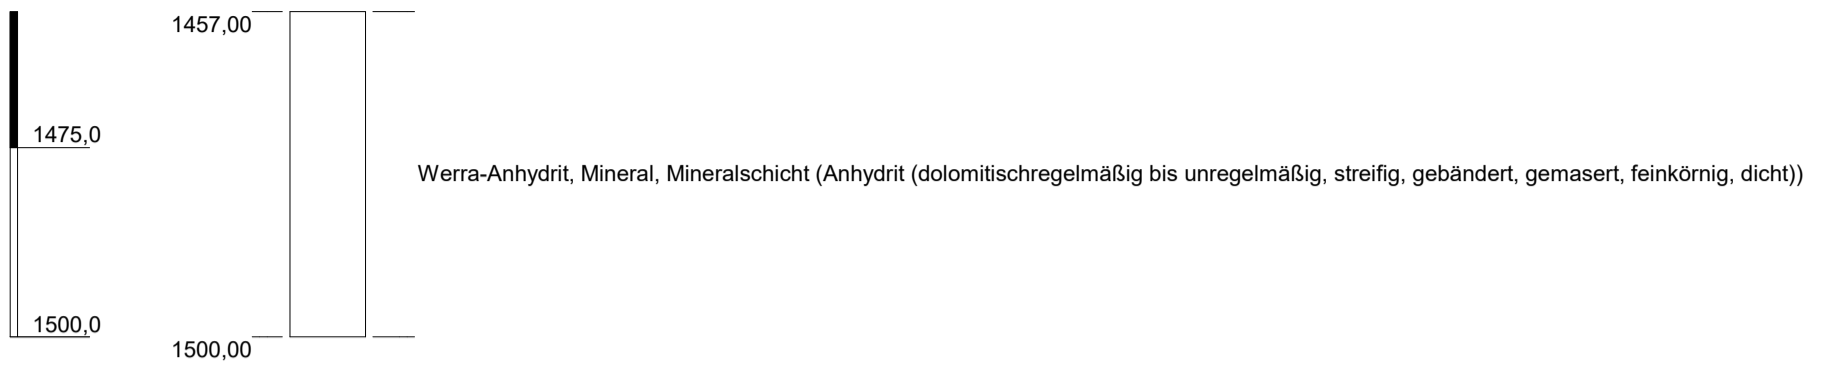 1457,00
1475,0
Werra-Anhydrit, Mineral, Mineralschicht (Anhydrit (dolomitischregelmäßig bis unregelmäßig, streifig, gebändert, gemasert, feinkörnig, dicht))
1500,0
1500,00